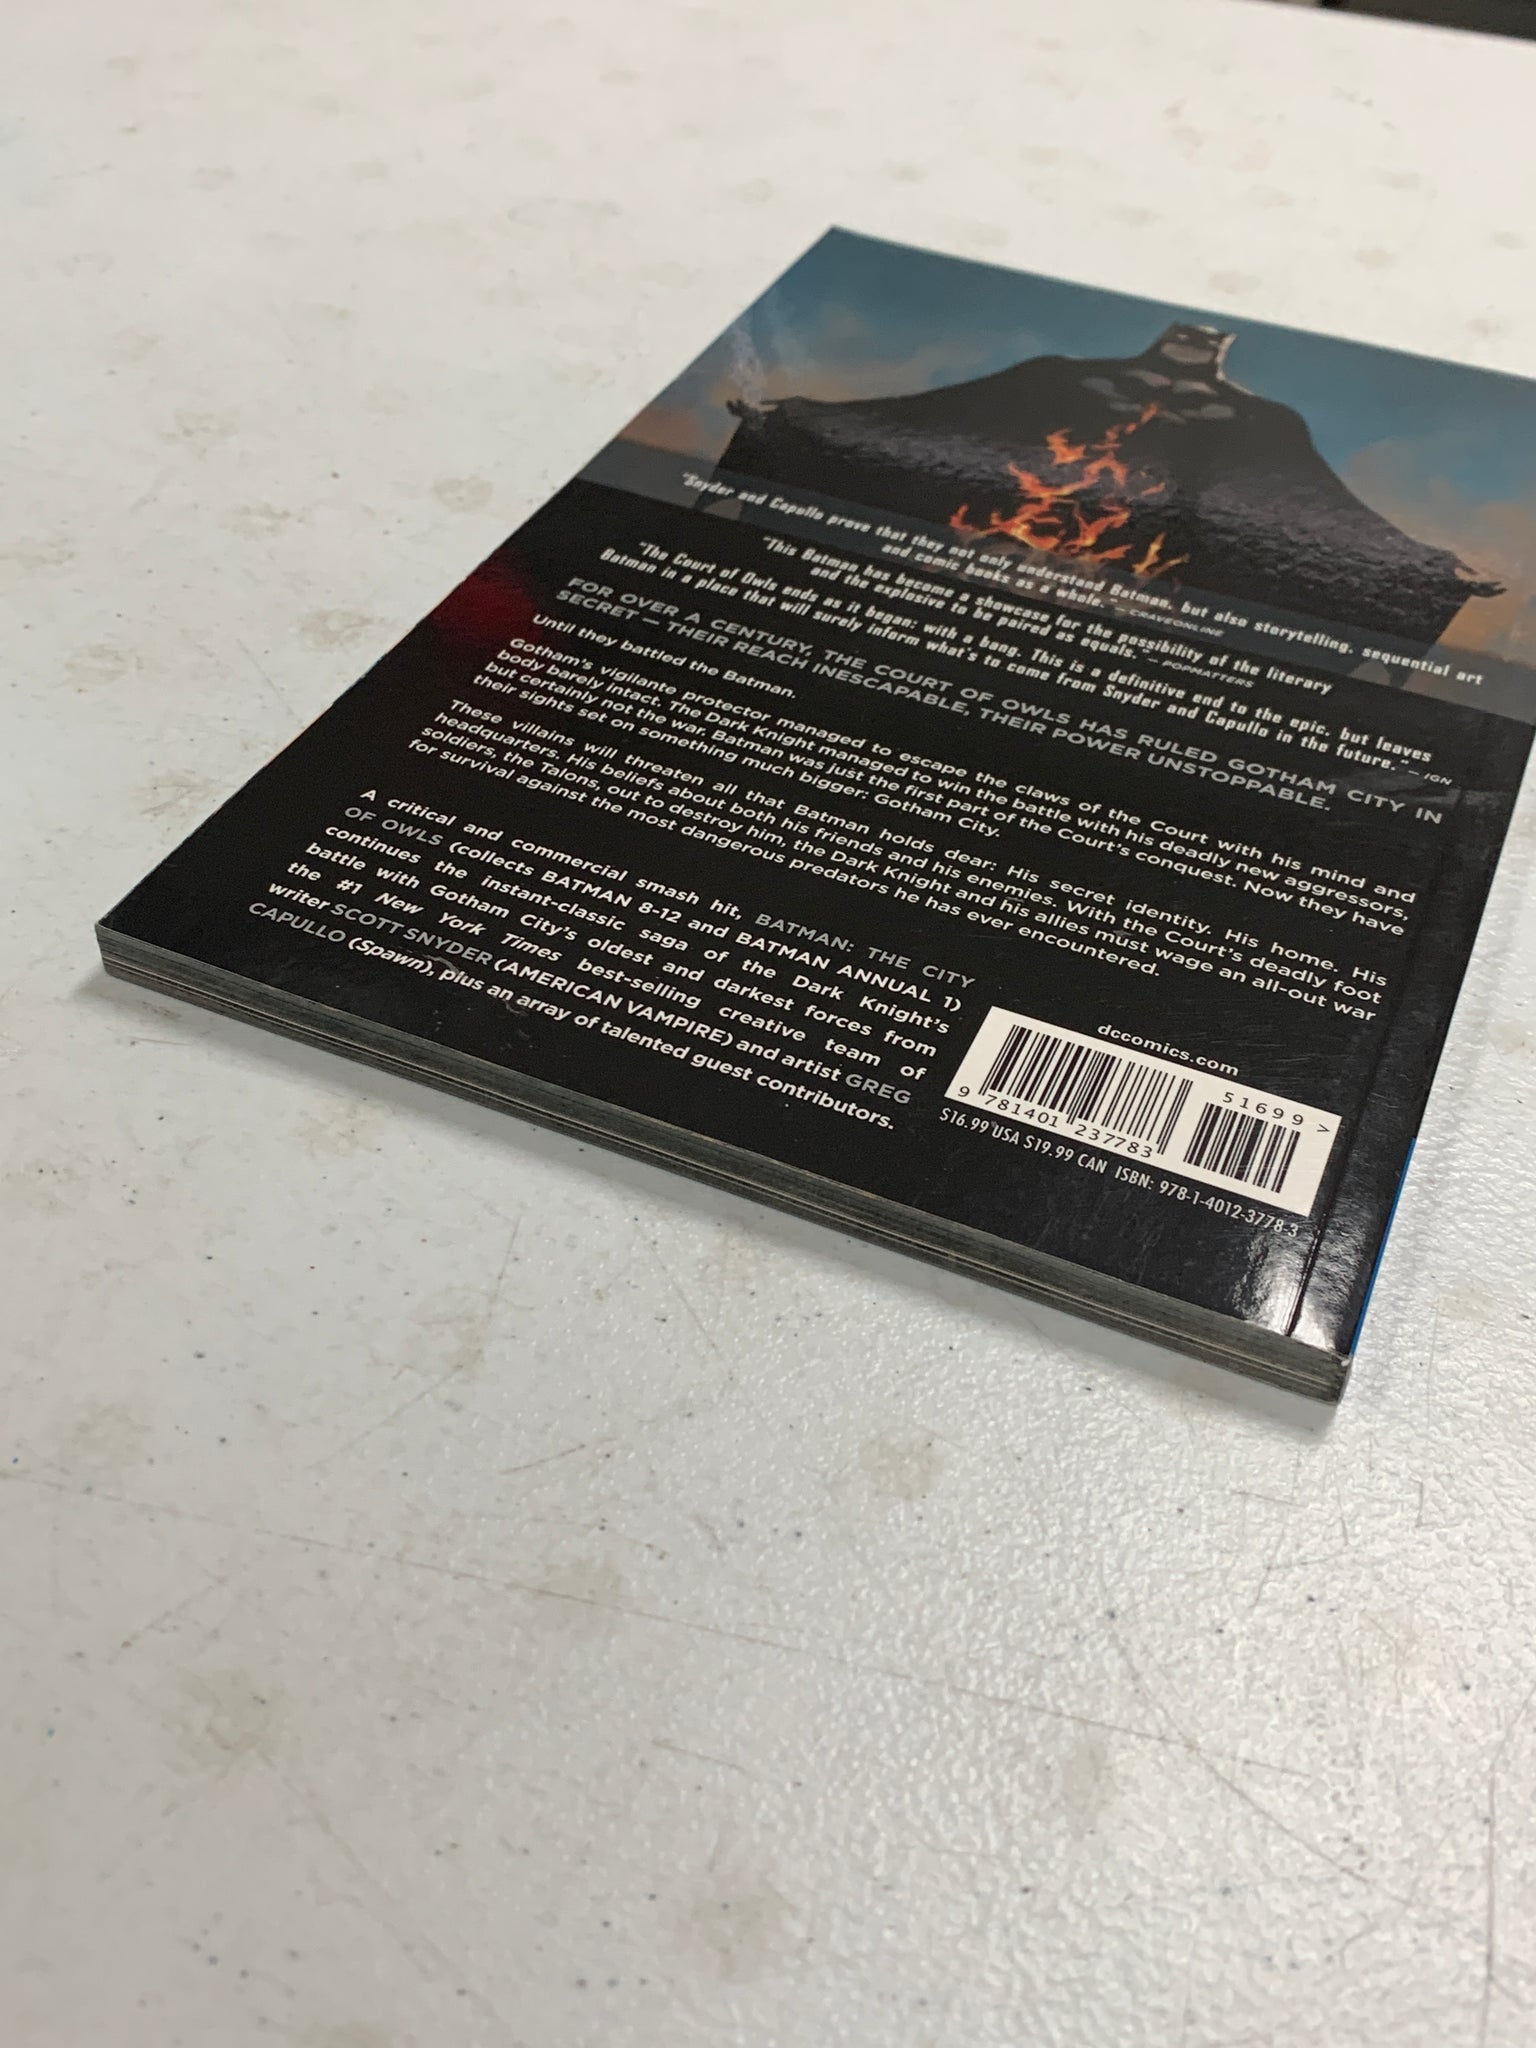 "Snyder and Capullo prove that they not only understand Batman, but also storytelling, sequential art
and comic books as a whole." — CRAVEONLINE
"This Batman has become a showcase for the possibility of the literary
and the explosive to be paired as equals." — POPMATTERS
"The Court of Owls ends as it began: with a bang. This is a definitive end to the epic, but leaves
Batman in a place that will surely inform what's to come from Snyder and Capullo in the future." — IGN
FOR OVER A CENTURY, THE COURT OF OWLS HAS RULED GOTHAM CITY IN
SECRET — THEIR REACH INESCAPABLE, THEIR POWER UNSTOPPABLE.
Until they battled the Batman.
Gotham's vigilante protector managed to escape the claws of the Court with his mind and
body barely intact. The Dark Knight managed to win the battle with his deadly new aggressors,
but certainly not the war. Batman was just the first part of the Court's conquest. Now they have
their sights set on something much bigger: Gotham City.
These villains will threaten all that Batman holds dear: His secret identity. His home. His
headquarters. His beliefs about both his friends and his enemies. With the Court's deadly foot
soldiers, the Talons, out to destroy him, the Dark Knight and his allies must wage an all-out war
for survival against the most dangerous predators he has ever encountered.
A critical and commercial smash hit, BATMAN: THE CITY
OF OWLS (collects BATMAN 8-12 and BATMAN ANNUAL 1)
continues the instant-classic saga of the Dark Knight's
battle with Gotham City's oldest and darkest forces from
the #1 New York Times best-selling creative team of
writer SCOTT SNYDER (AMERICAN VAMPIRE) and artist GREG
CAPULLO (Spawn), plus an array of talented guest contributors.
dccomics.com
51699 >
9 781401 237783
$16.99 USA $19.99 CAN ISBN: 978-1-4012-3778-3